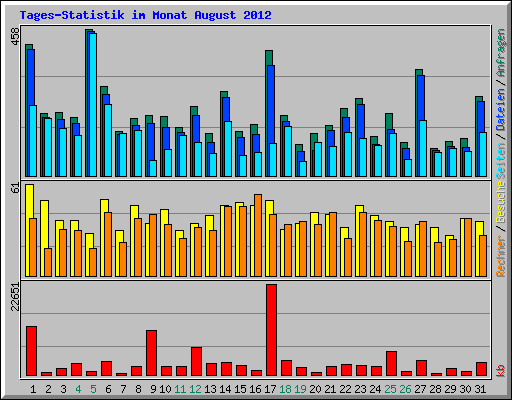 Tages-Statistik im Monat August 2012
458
Seiten / Dateien / Anfragen
61
Rechner / Besuche
22651
kb
1 2 3 4 5 6 7 8 9 10 11 12 13 14 15 16 17 18 19 20 21 22 23 24 25 26 27 28 29 30 31